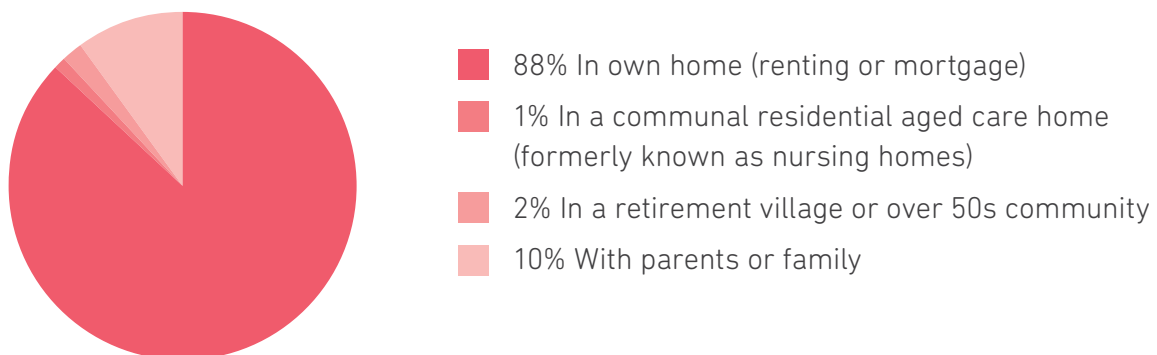 88% In own home (renting or mortgage)
1% In a communal residential aged care home
(formerly known as nursing homes)
2% In a retirement village or over 50s community
10% With parents or family